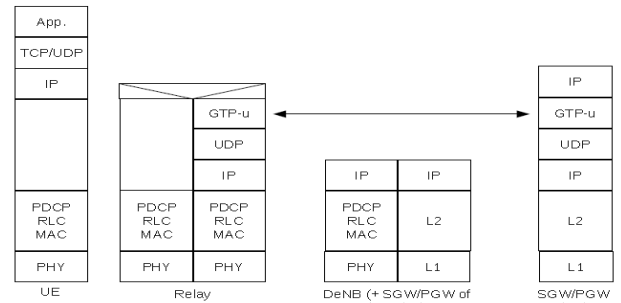 App.
TCP/UDP
IP
PDCP
RLC
MAC
PHY
UE
GTP-u
UDP
IP
PDCP
RLC
MAC
PDCP
RLC
MAC
PHY
PHY
Relay
IP
IP
PDCP
RLC
MAC
L2
PHY
L1
DeNB (+ SGW/PGW of
IP
GTP-u
UDP
IP
L2
L1
SGW/PGW